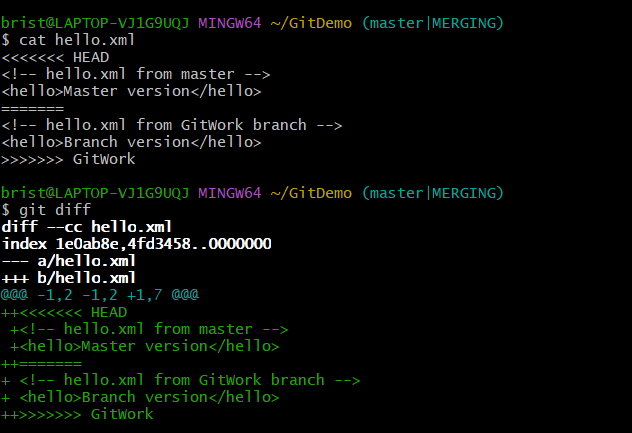 brist@LAPTOP-VJ1G9UQJ MINGW64 ~/GitDemo (master|MERGING)
$ cat hello.xml
<<<<<<< HEAD
<!-- hello.xml from master -->
<hello>Master version</hello>
=======
<!-- hello.xml from GitWork branch -->
<hello>Branch version</hello>
>>>>>>> GitWork
brist@LAPTOP-VJ1G9UQJ MINGW64 ~/GitDemo (master|MERGING)
$ git diff
diff --cc hello.xml
index 1e0ab8e,4fd3458..0000000
--- a/hello.xml
+++ b/hello.xml
@@@ -1,2 -1,2 +1,7 @@@
++<<<<<<< HEAD
 +<!-- hello.xml from master -->
 +<hello>Master version</hello>
++=======
+ <!-- hello.xml from GitWork branch -->
+ <hello>Branch version</hello>
++>>>>>>> GitWork